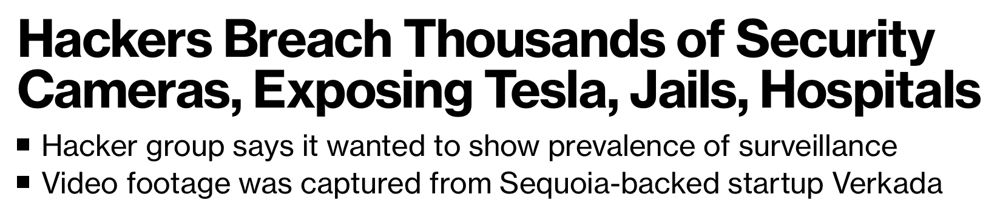 Hackers Breach Thousands of Security
Cameras, Exposing Tesla, Jails, Hospitals
■ Hacker group says it wanted to show prevalence of surveillance
■ Video footage was captured from Sequoia-backed startup Verkada